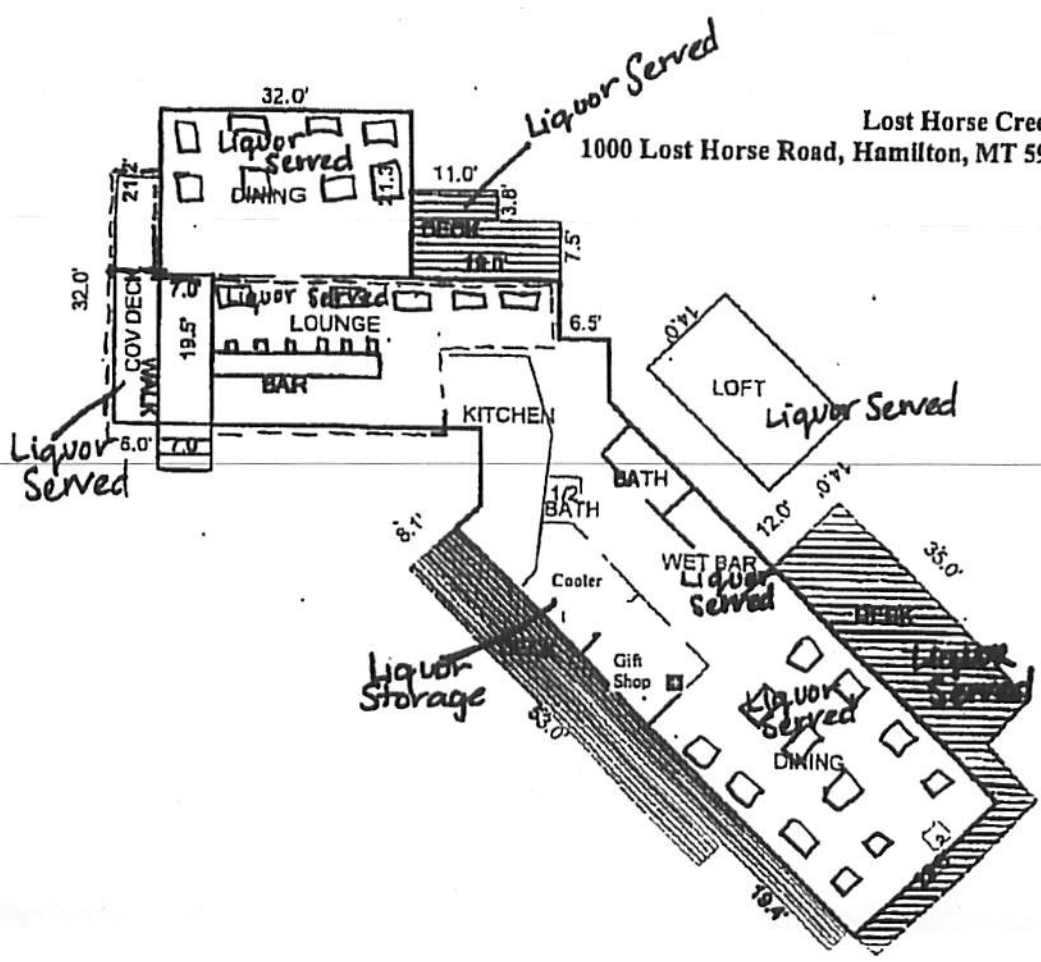 Liquor Served
32.0'
Lost Horse Cree
1000 Lost Horse Road, Hamilton, MT 59
Liquor
Served
DINING
21.3'
21.2'
11.0'
3.8'
DECK
7.5'
32.0'
COV DECK
WALK
7.0'
19.5'
Liquor Served
LOUNGE
BAR
6.5'
14.0'
LOFT
Liquor Served
KITCHEN
Liquor
Served
6.0'
7.0'
BATH
1/2
BATH
14.0'
12.0'
8.1'
WET BAR
Liquor
Served
35.0'
DECK
Liquor
Served
Cooler
Gift
Shop
Liquor
Storage
Liquor
Served
DINING
19.4'